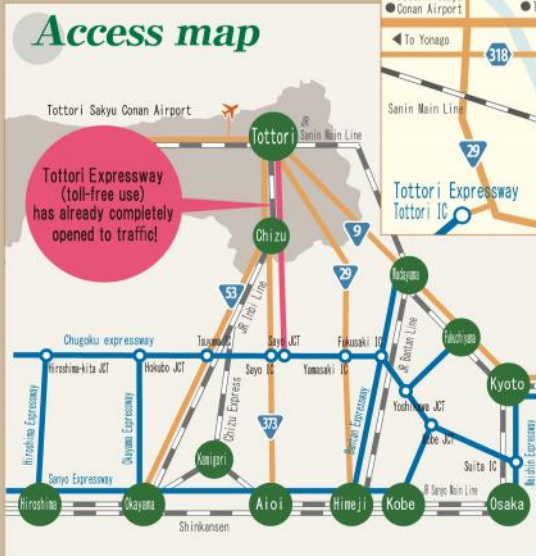 Access map
Conan Airport
To Yonago
318
Sanin Main Line
29
Tottori Expressway
Tottori IC
Tottori Sakyu Conan Airport
Tottori
JR
Sanin Main Line
Tottori Expressway
(toll-free use)
has already completely
opened to traffic!
Chizu
9
53
29
JR Inbi Line
Wadayama
Chugoku expressway
Tsuyama IC
Sayo JCT
Fukusaki IC
JR Bantan Line
Fukuchiyama
Hiroshima-kita JCT
Hokubo JCT
Sayo IC
Yamasaki IC
Kyoto
Hiroshima Expressway
Okayama Expressway
Chizu Express
373
Bantan Expressway
Yoshikawa JCT
Kobe JCT
Kamigori
Suita IC
Meishin Expressway
Sanyo Expressway
JR Sanyo Main Line
Hiroshima
Okayama
Aioi
Himeji
Kobe
Osaka
Shinkansen